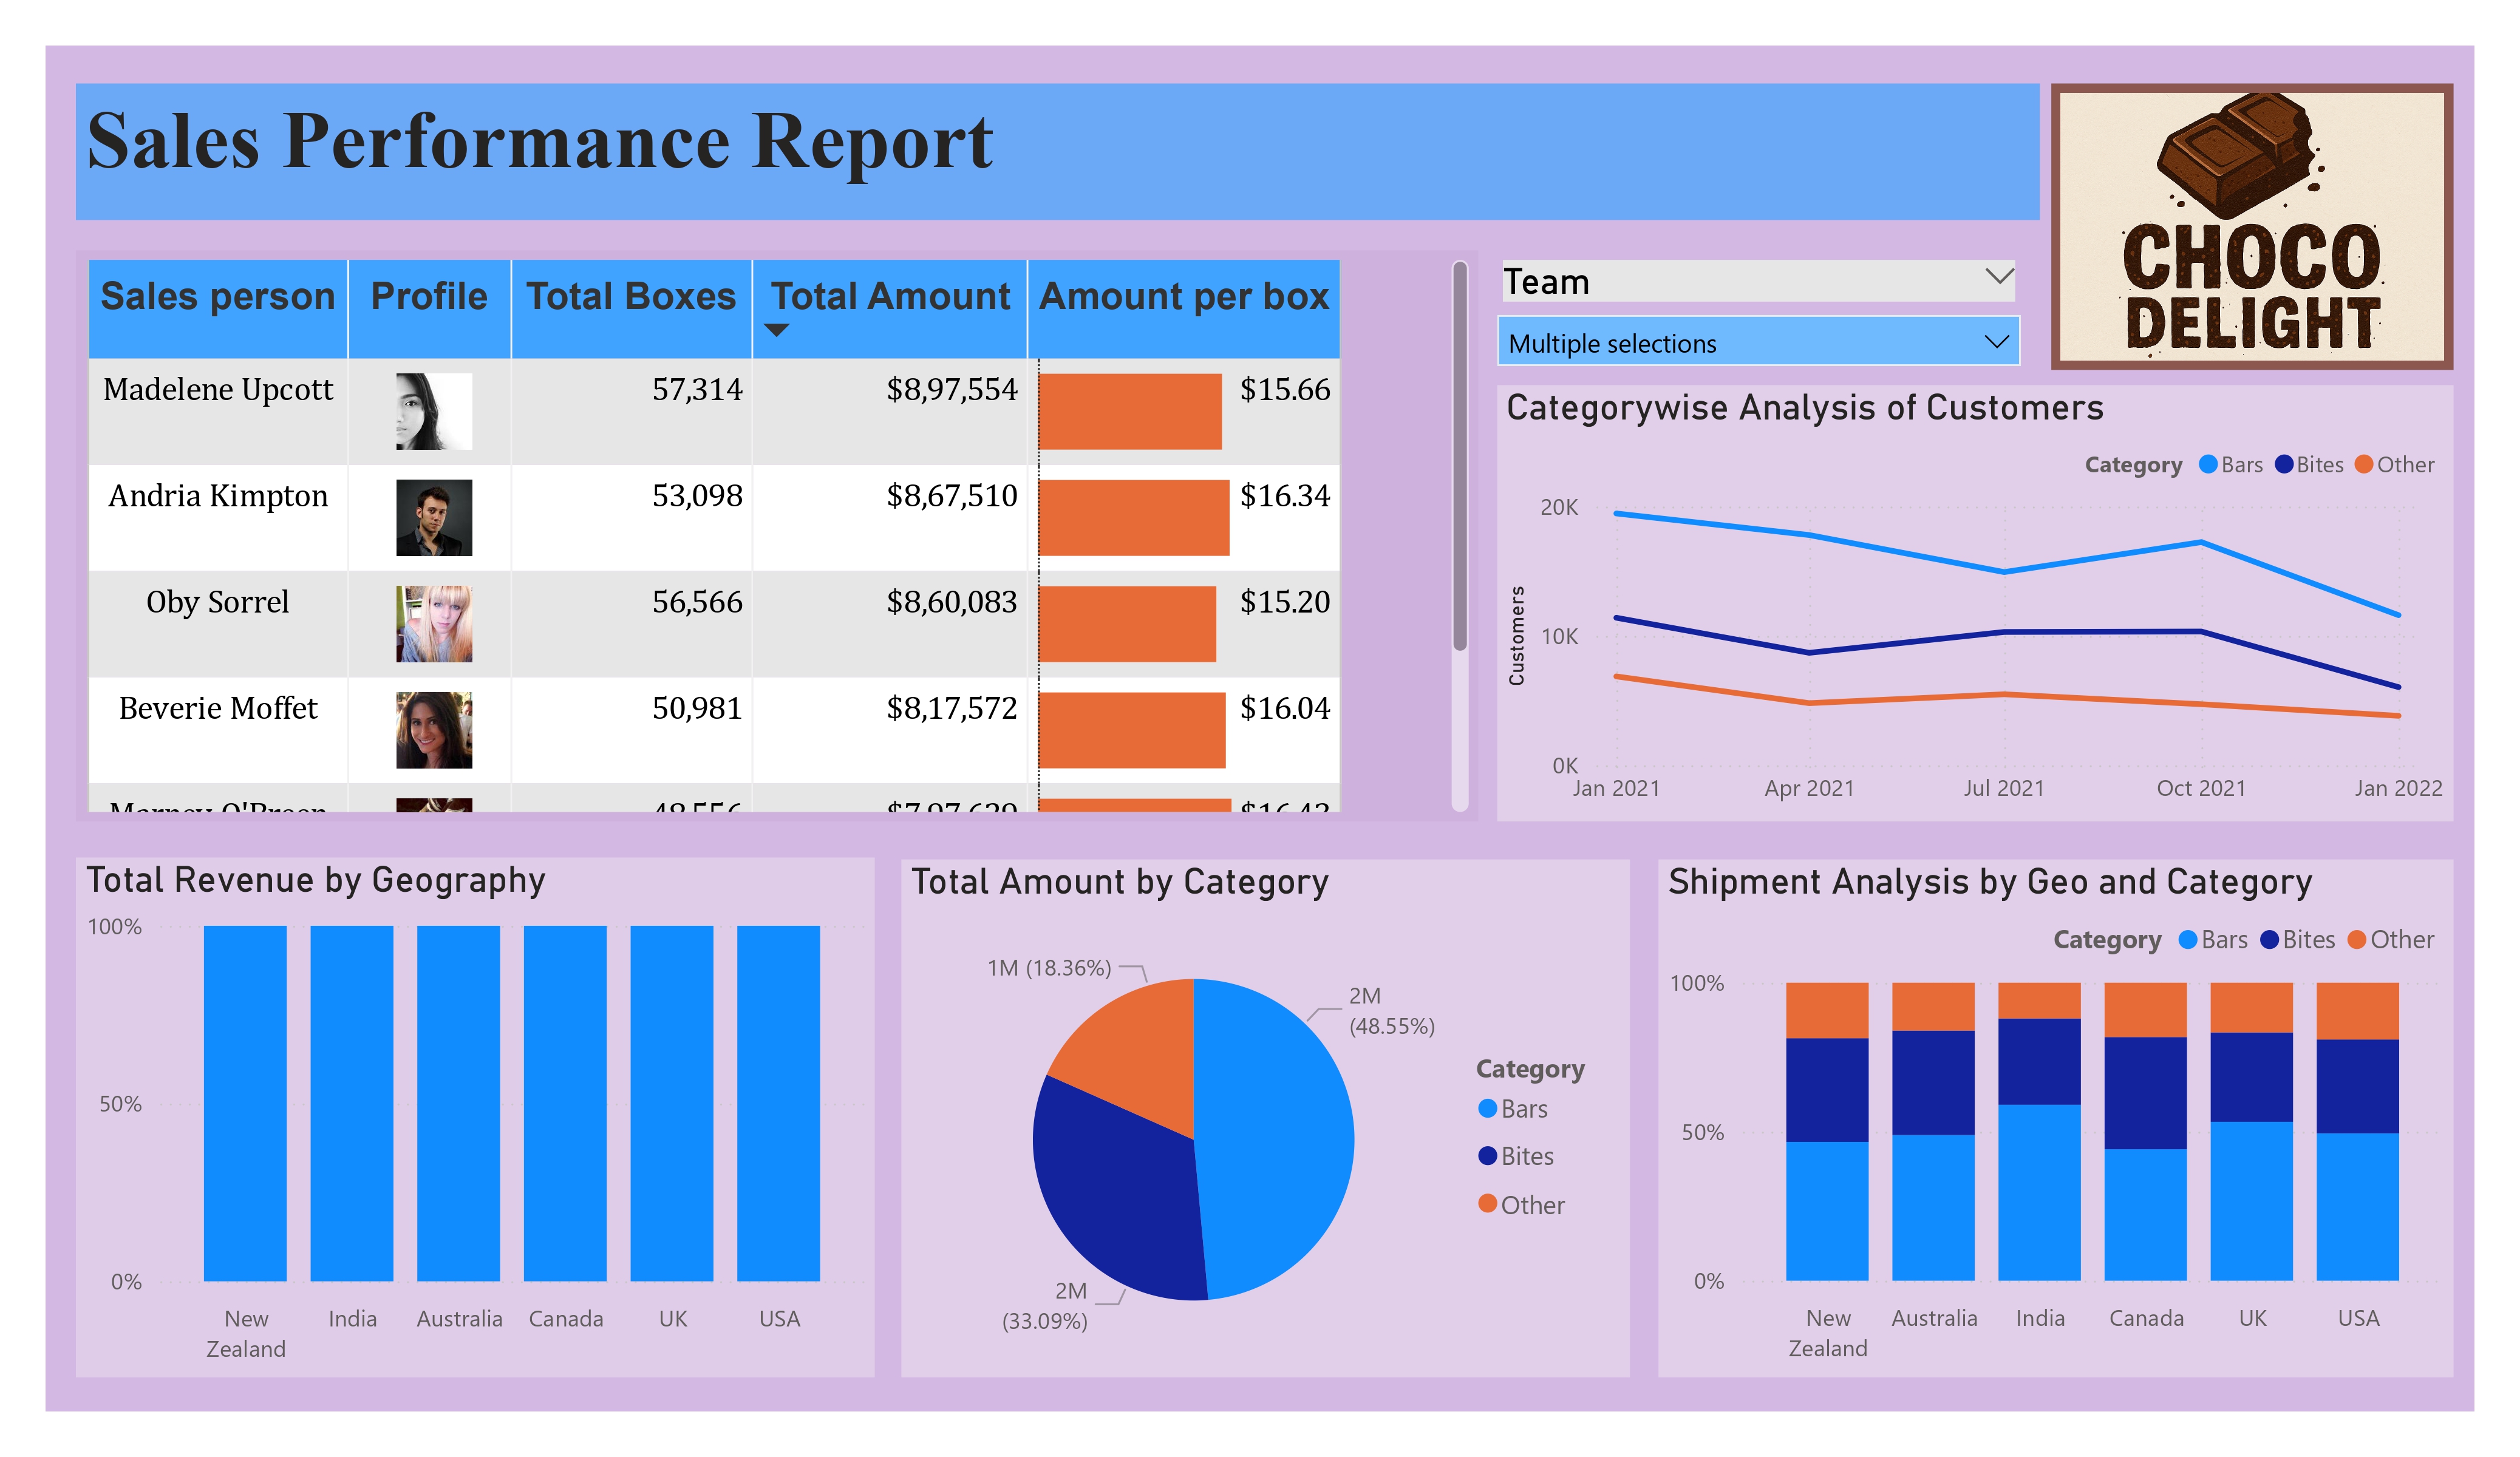 Sales Performance Report
CHOCO
DELIGHT
Sales person Profile Total Boxes Total Amount Amount per box
Madelene Upcott 57,314 $8,97,554 $15.66
Andria Kimpton 53,098 $8,67,510 $16.34
Oby Sorrel 56,566 $8,60,083 $15.20
Beverie Moffet 50,981 $8,17,572 $16.04
Team
Multiple selections
Categorywise Analysis of Customers
Category Bars Bites Other
Customers
20K
10K
0K
Jan 2021 Apr 2021 Jul 2021 Oct 2021 Jan 2022
Total Revenue by Geography
100%
50%
0%
New Zealand India Australia Canada UK USA
Total Amount by Category
1M (18.36%)
2M
(48.55%)
2M
(33.09%)
Category
Bars
Bites
Other
Shipment Analysis by Geo and Category
Category Bars Bites Other
100%
50%
0%
New Zealand Australia India Canada UK USA